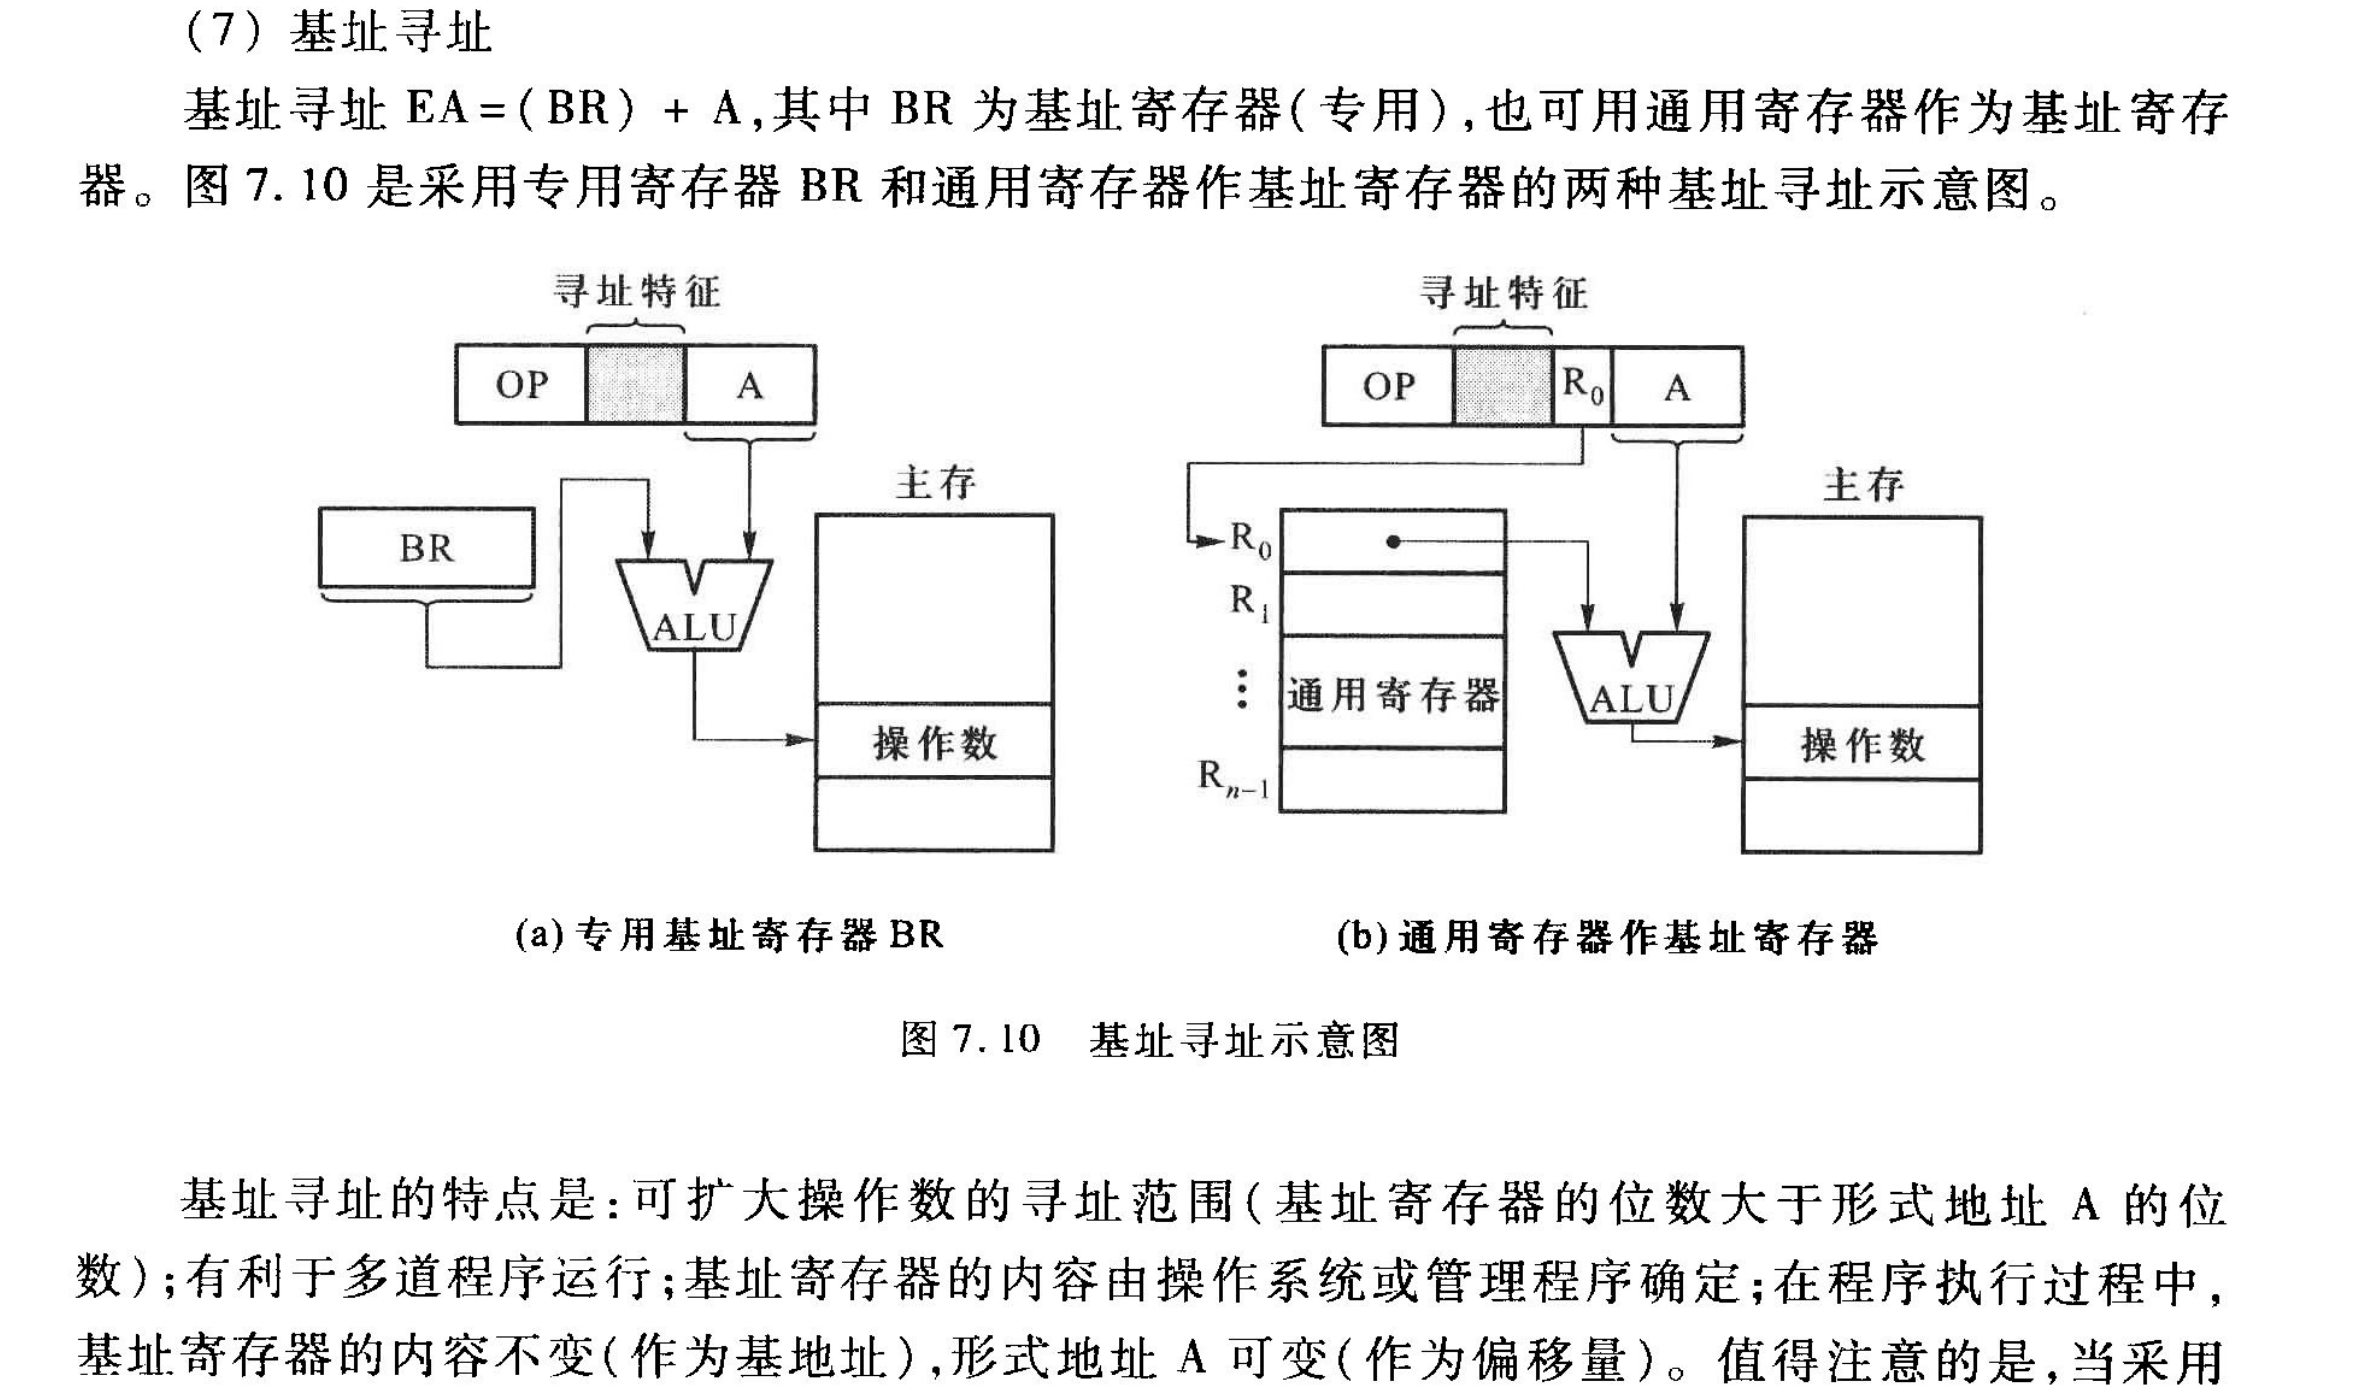 (7) 基址寻址
基址寻址 EA=(BR) + A,其中 BR 为基址寄存器(专用),也可用通用寄存器作为基址寄存
器。图 7.10 是采用专用寄存器 BR 和通用寄存器作基址寄存器的两种基址寻址示意图。
寻址特征
OP A
BR
ALU
主存
操作数
(a) 专用基址寄存器 BR
寻址特征
OP R0 A
R0
R1
⋮ 通用寄存器
Rn-1
ALU
主存
操作数
(b) 通用寄存器作基址寄存器
图 7.10 基址寻址示意图
基址寻址的特点是:可扩大操作数的寻址范围(基址寄存器的位数大于形式地址 A 的位
数);有利于多道程序运行;基址寄存器的内容由操作系统或管理程序确定;在程序执行过程中,
基址寄存器的内容不变(作为基地址),形式地址 A 可变(作为偏移量)。值得注意的是,当采用